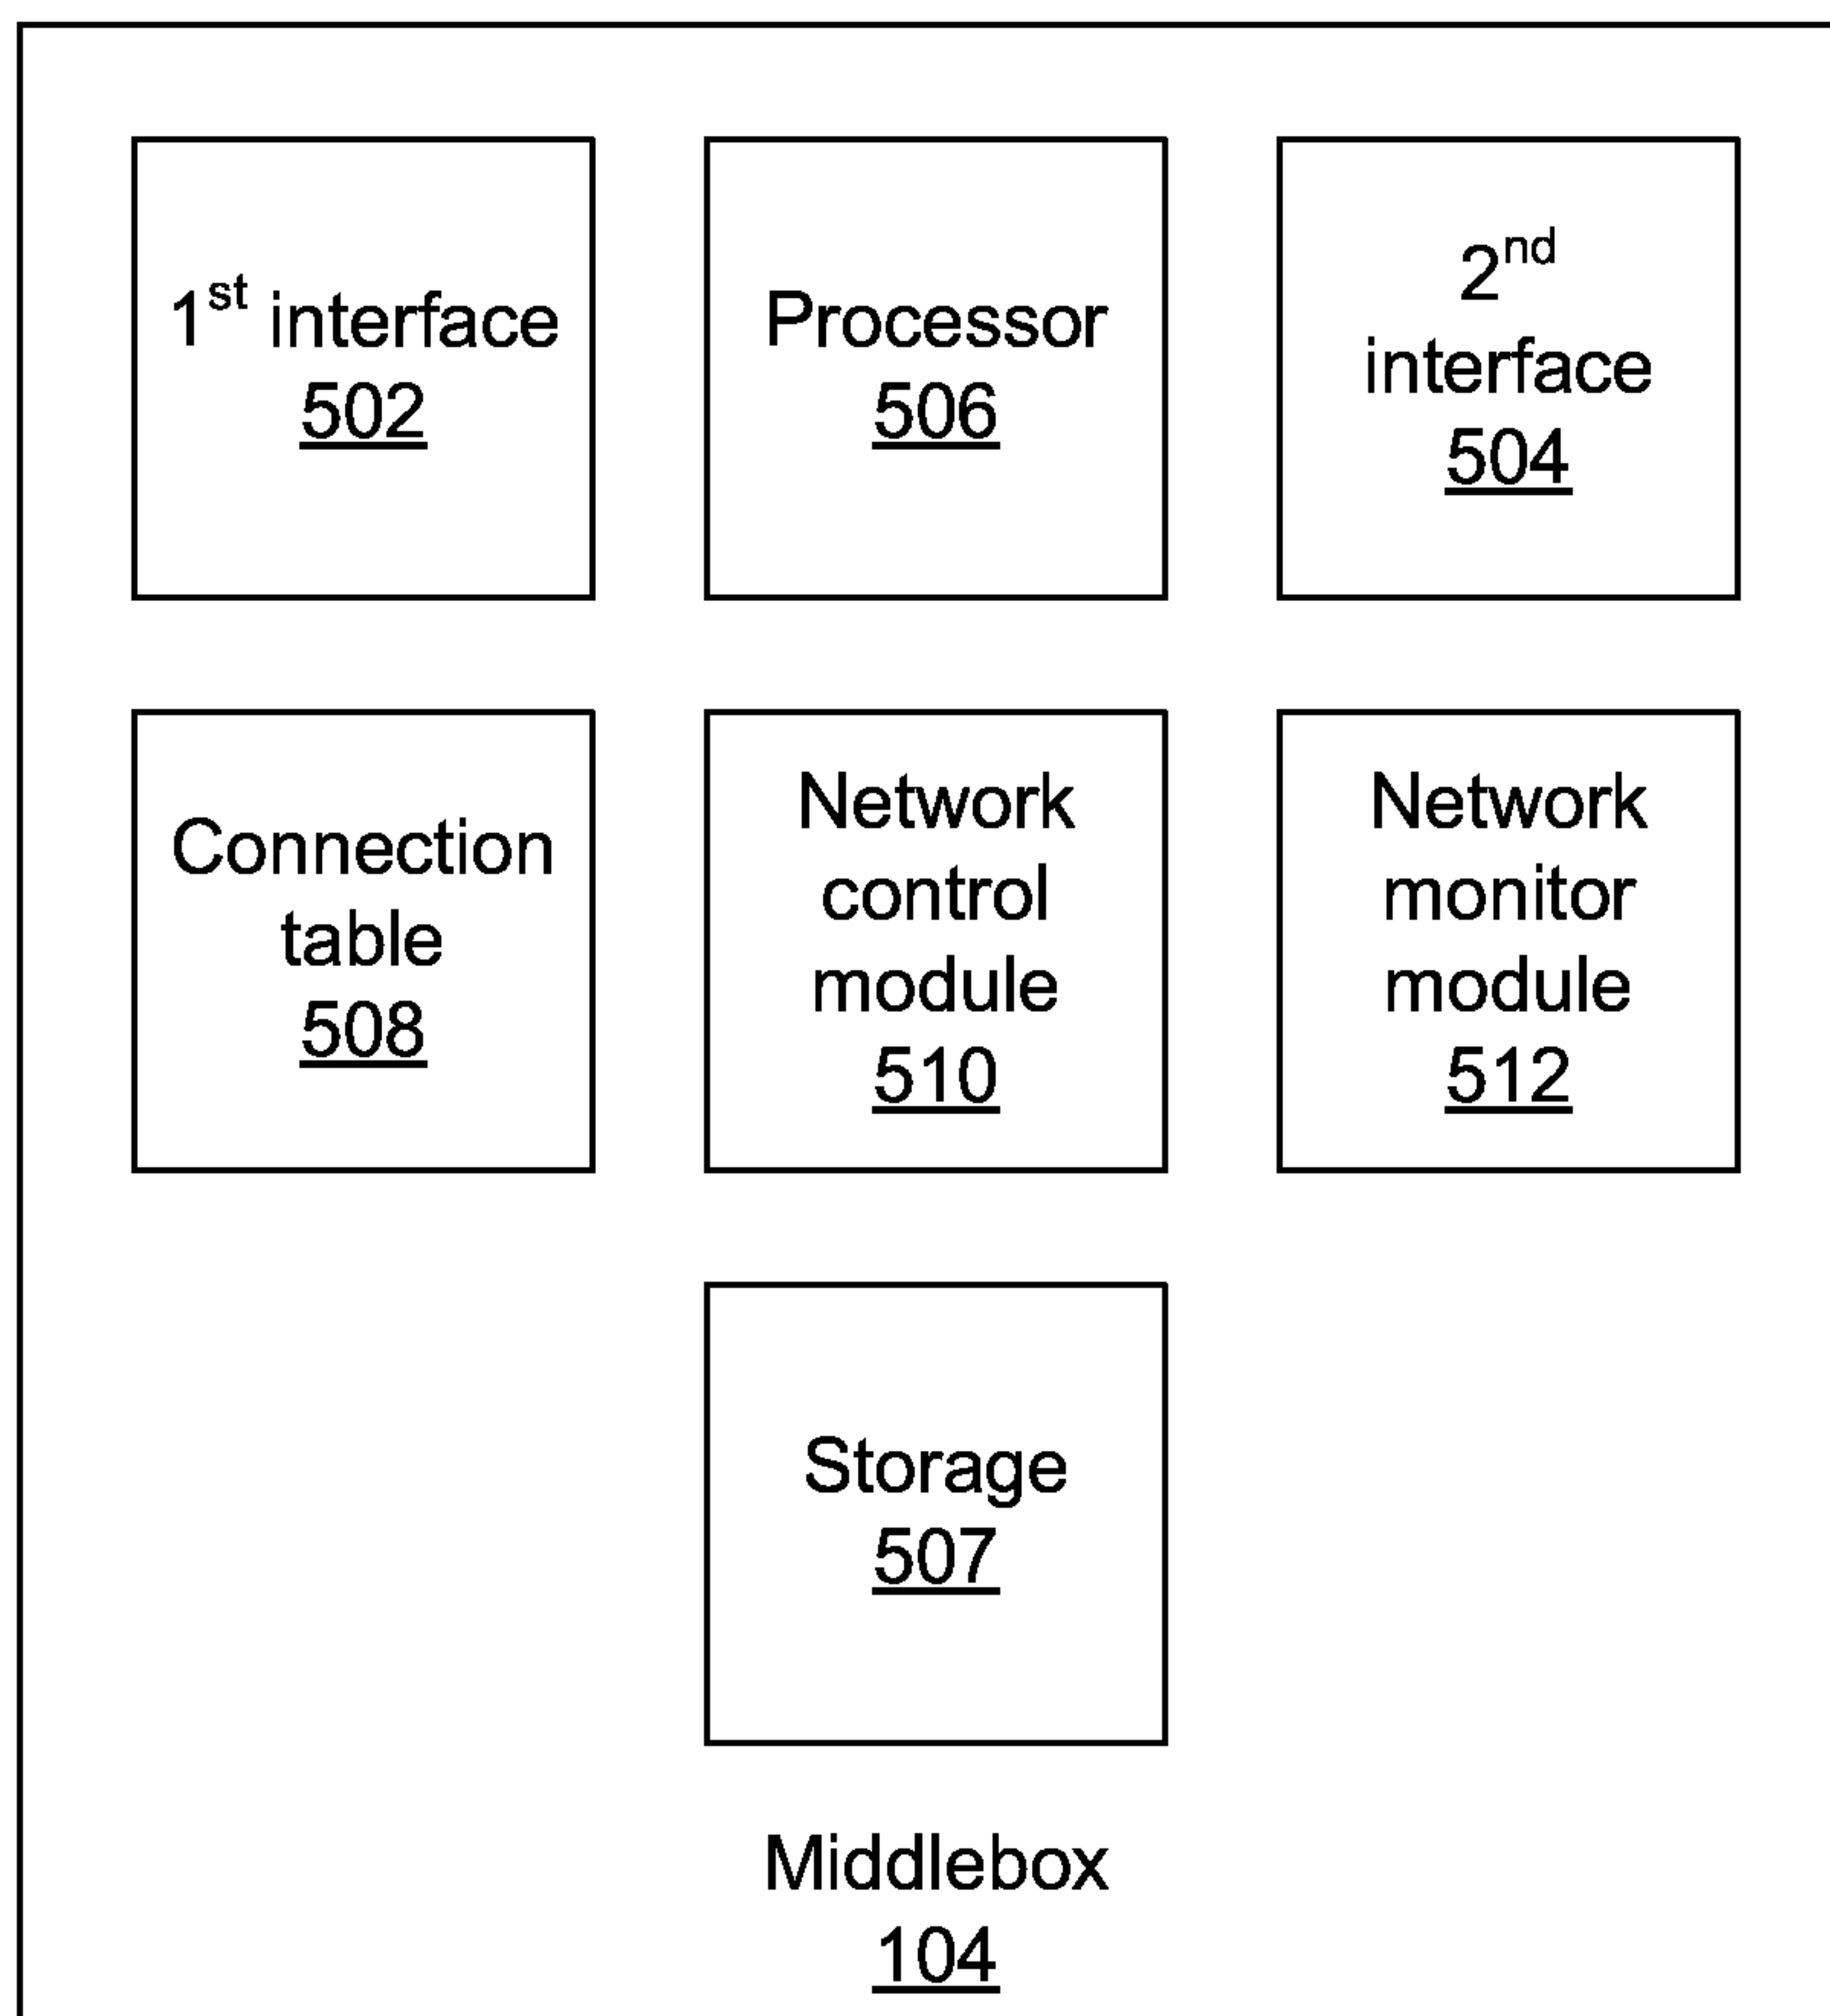 1st interface
502
Processor
506
2nd
interface
504
Connection
table
508
Network
control
module
510
Network
monitor
module
512
Storage
507
Middlebox
104